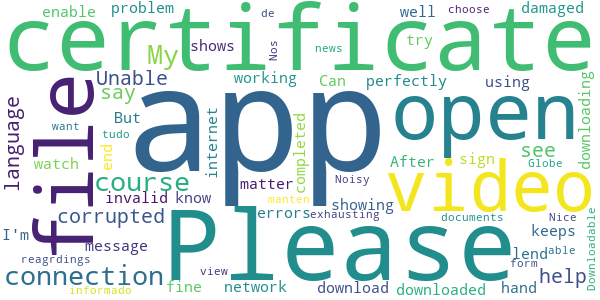 enable problem de well choose damaged
certificate
My shows Nos news try
Unable working Can perfectly using downloading
file say app open
language But internet completed
want tudo end After sign see Globe
watch matter Noisy video
course invalid know showing
corrupted errors exhausting documents Nice
I'm message Please keeps Downloadable
reagrdings view lend able
connection manten form help
informado fine network download downloaded hand